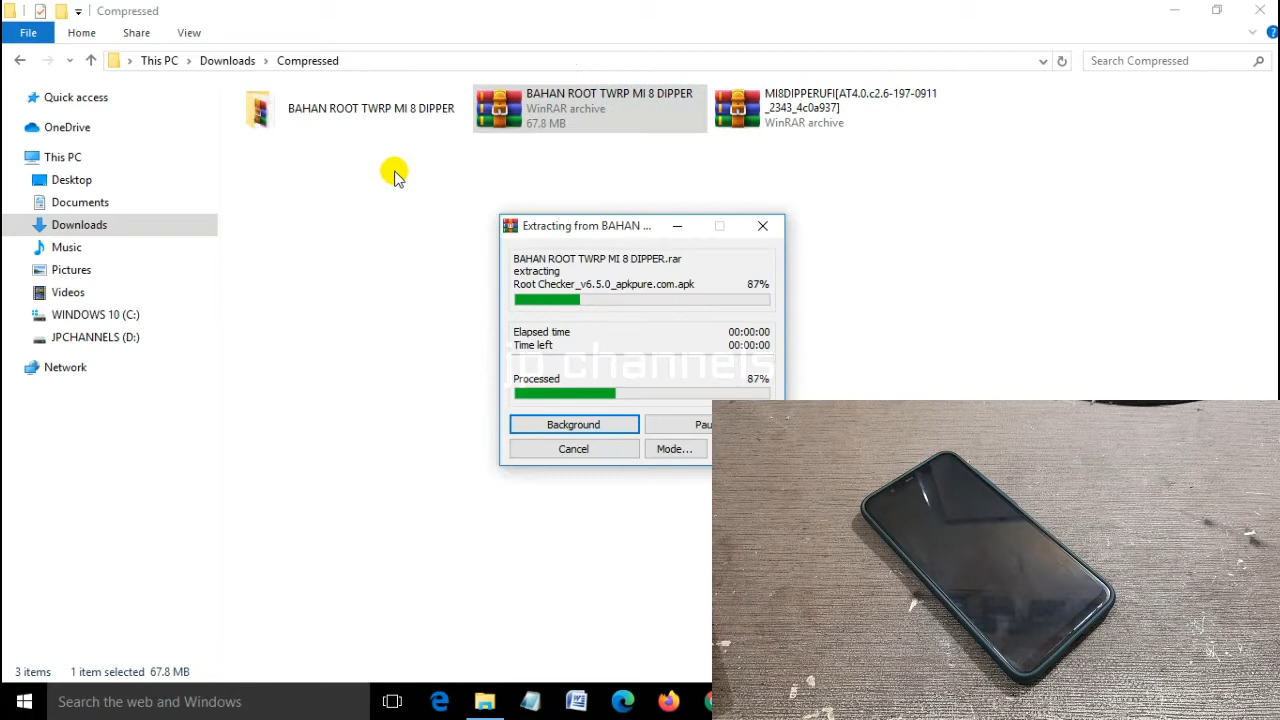 Compressed
File
Home
Share
View
This PC
Downloads
Compressed
Search Compressed
Quick access
OneDrive
This PC
Desktop
Documents
Downloads
Music
Pictures
Videos
WINDOWS 10 (C:)
JPCHANNELS (D:)
Network
BAHAN ROOT TWRP MI 8 DIPPER
BAHAN ROOT TWRP MI 8 DIPPER
WinRAR archive
67.8 MB
MI8DIPPERUFI[AT4.0.c2.6-197-0911
_2343_4c0a937]
WinRAR archive
Extracting from BAHAN ...
BAHAN ROOT TWRP MI 8 DIPPER.rar
extracting
Root Checker_v6.5.0_apkpure.com.apk 87%
Elapsed time 00:00:00
Time left 00:00:00
jp channels
Processed 87%
Background
Pau
Cancel
Mode...
3 items 1 item selected 67.8 MB
Search the web and Windows